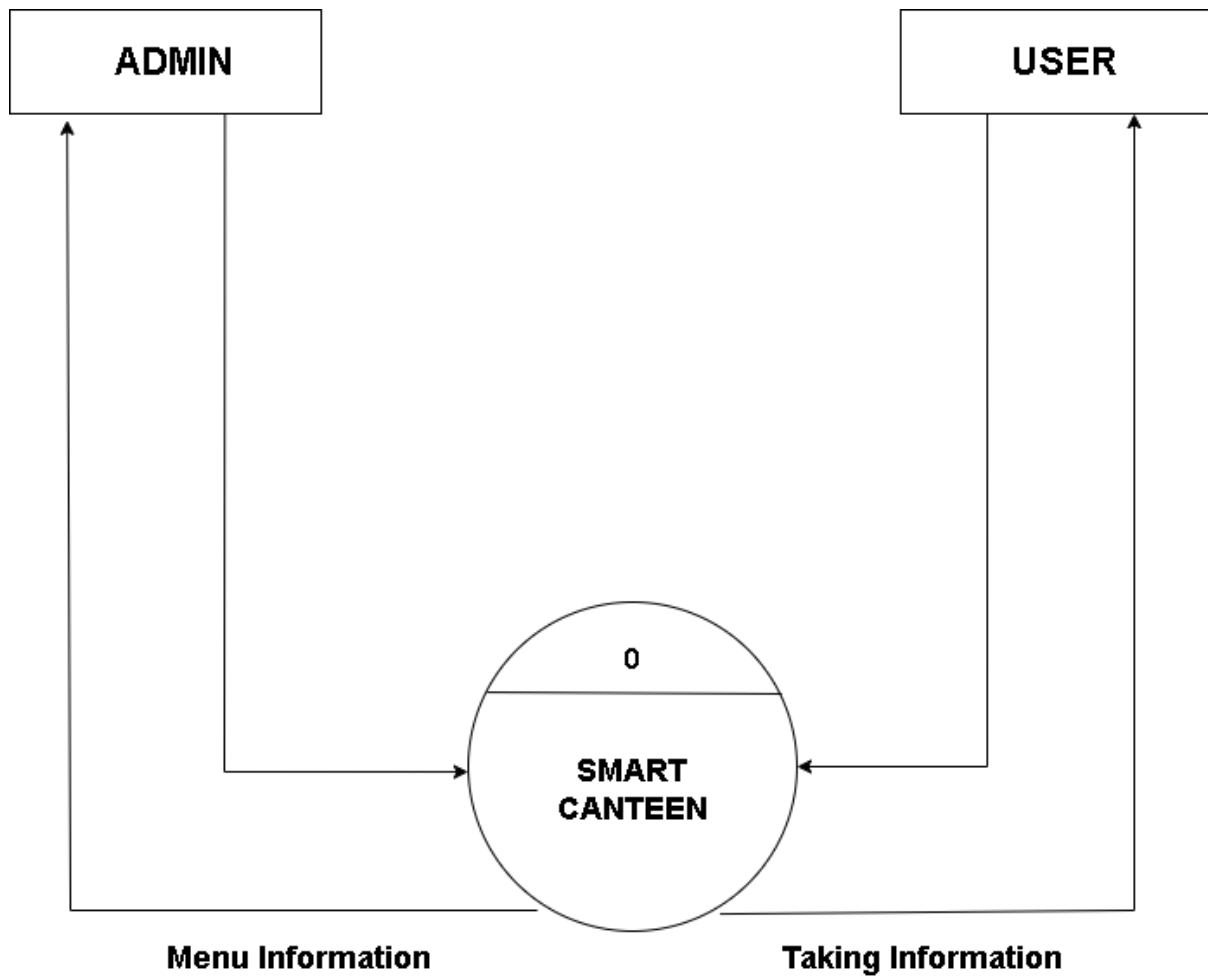 ADMIN
USER
0
SMART
CANTEEN
Menu Information
Taking Information